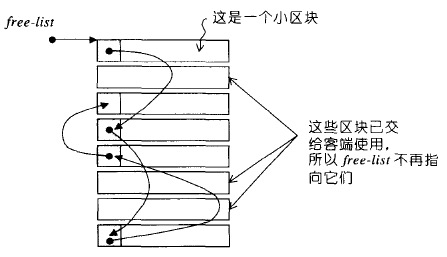 free-list
这是一个小区块
这些区块已交
给客端使用，
所以 free-list 不再指
向它们